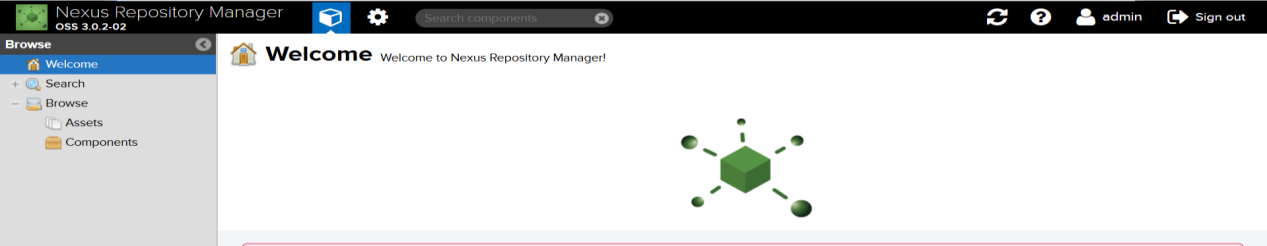 Nexus Repository Manager
OSS 3.0.2-02
Search components
admin
Sign out
Browse
Welcome
Search
Browse
Assets
Components
Welcome Welcome to Nexus Repository Manager!